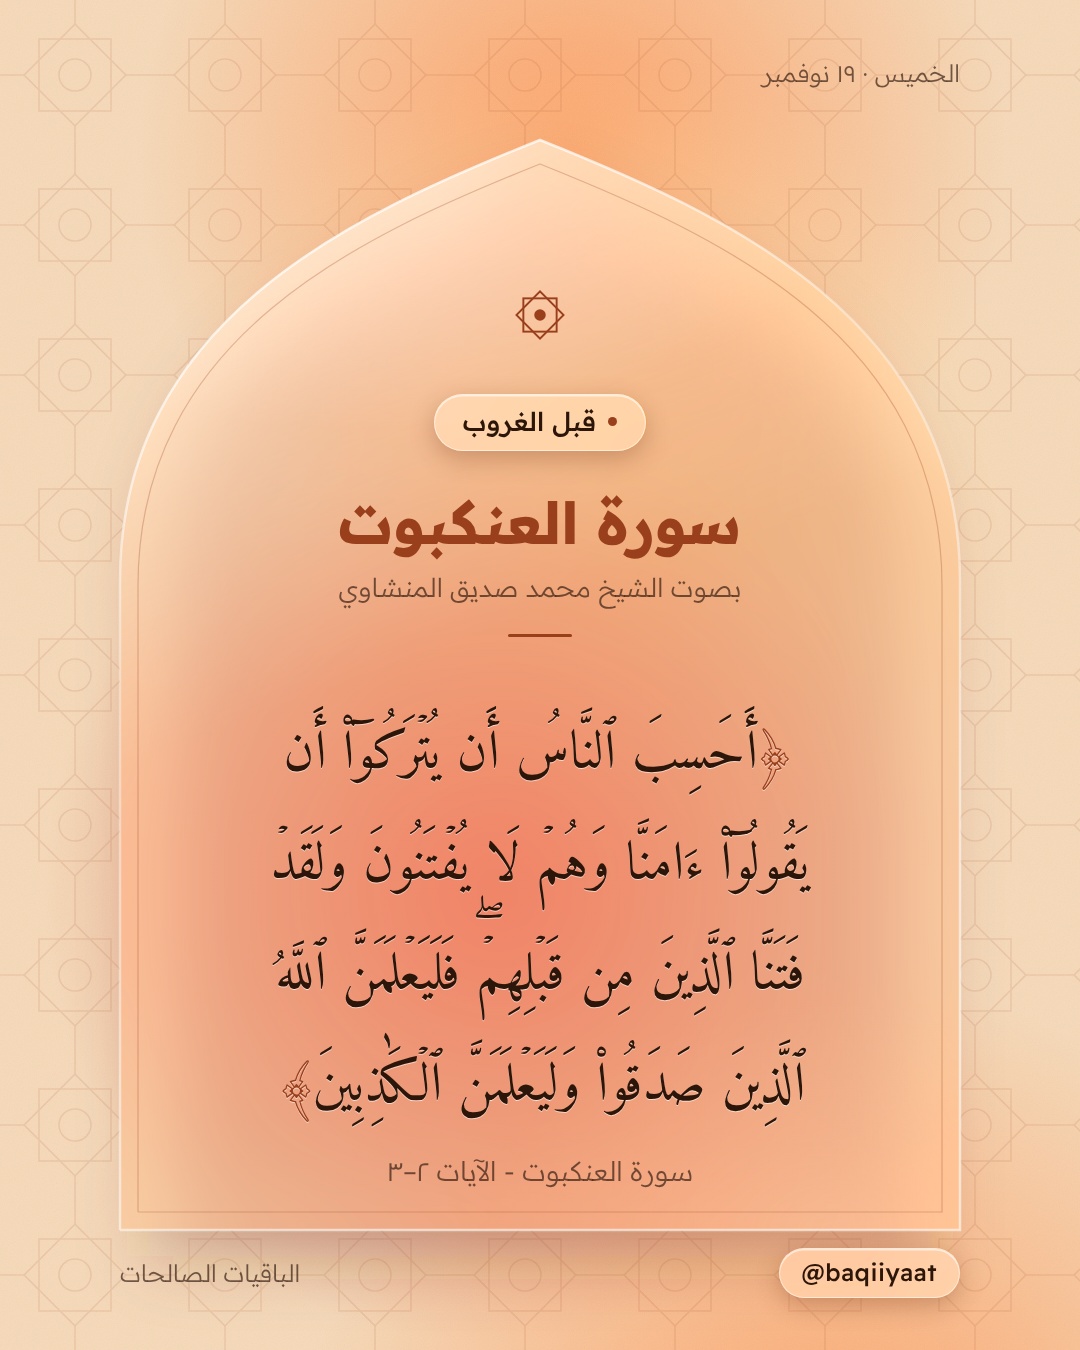 الخميس · ١٩ نوفمبر
• قبل الغروب
سورة العنكبوت
بصوت الشيخ محمد صديق المنشاوي
﴿أَحَسِبَ ٱلنَّاسُ أَن يُتْرَكُوٓا۟ أَن
يَقُولُوٓا۟ ءَامَنَّا وَهُمْ لَا يُفْتَنُونَ وَلَقَدْ
فَتَنَّا ٱلَّذِينَ مِن قَبْلِهِمْ ۖ فَلَيَعْلَمَنَّ ٱللَّهُ
ٱلَّذِينَ صَدَقُوا۟ وَلَيَعْلَمَنَّ ٱلْكَٰذِبِينَ﴾
سورة العنكبوت - الآيات ٢–٣
@baqiiyaat
الباقيات الصالحات